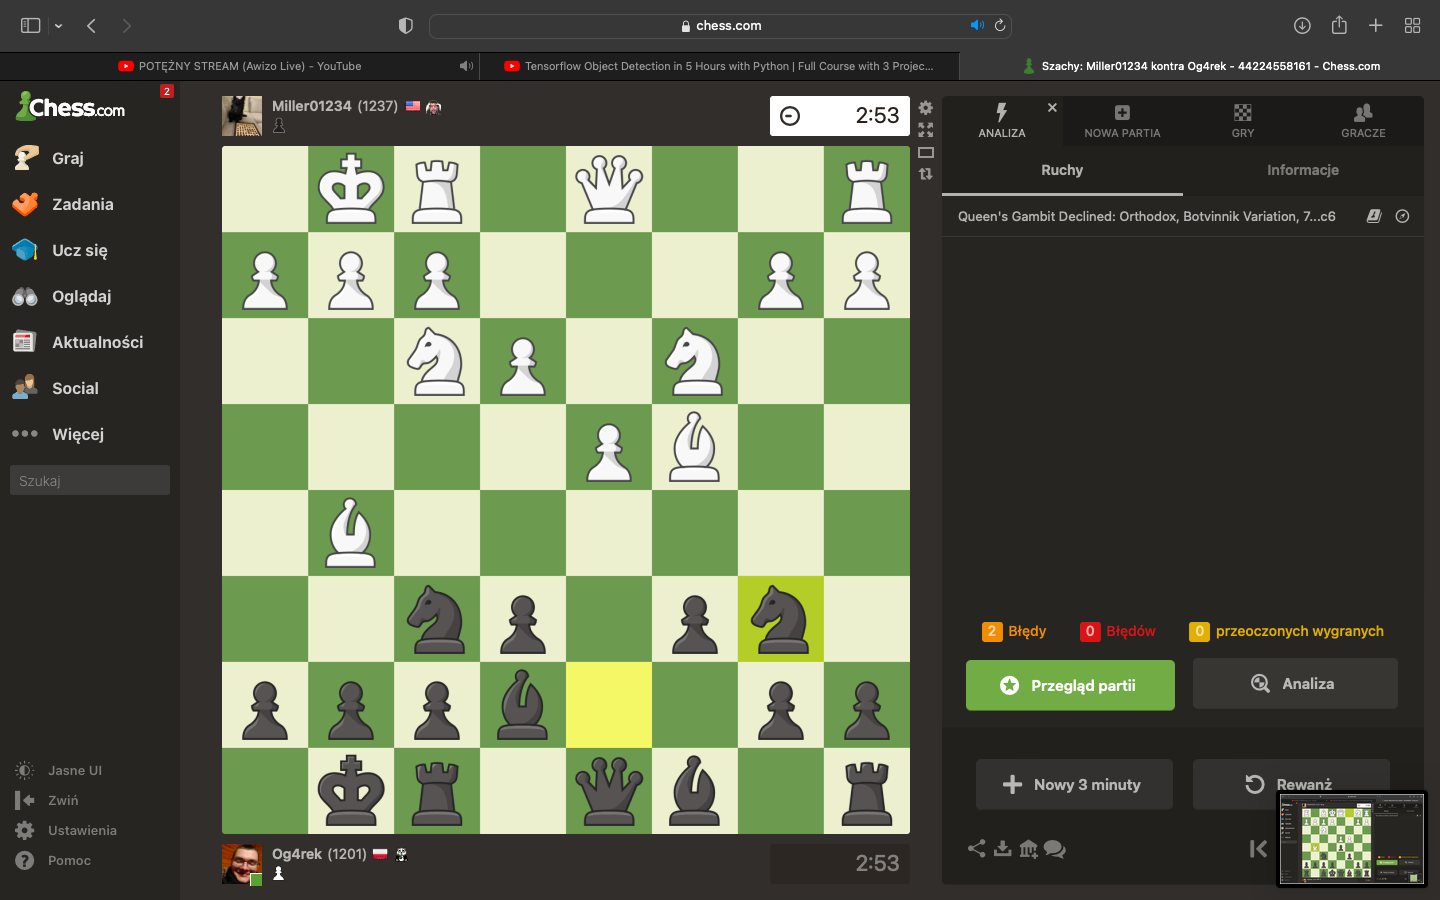 chess.com
POTĘŻNY STREAM (Awizo Live) - YouTube
Tensorflow Object Detection in 5 Hours with Python | Full Course with 3 Projec...
Szachy: Miller01234 kontra Og4rek - 44224558161 - Chess.com
Chess.com
2
Graj
Zadania
Ucz się
Oglądaj
Aktualności
Social
Więcej
Szukaj
Jasne UI
Zwiń
Ustawienia
Pomoc
Miller01234 (1237)
2:53
Og4rek (1201)
2:53
ANALIZA
NOWA PARTIA
GRY
GRACZE
Ruchy
Informacje
Queen's Gambit Declined: Orthodox, Botvinnik Variation, 7...c6
2 Błędy
0 Błędów
0 przeoczonych wygranych
Przegląd partii
Analiza
Nowy 3 minuty
Rewanż